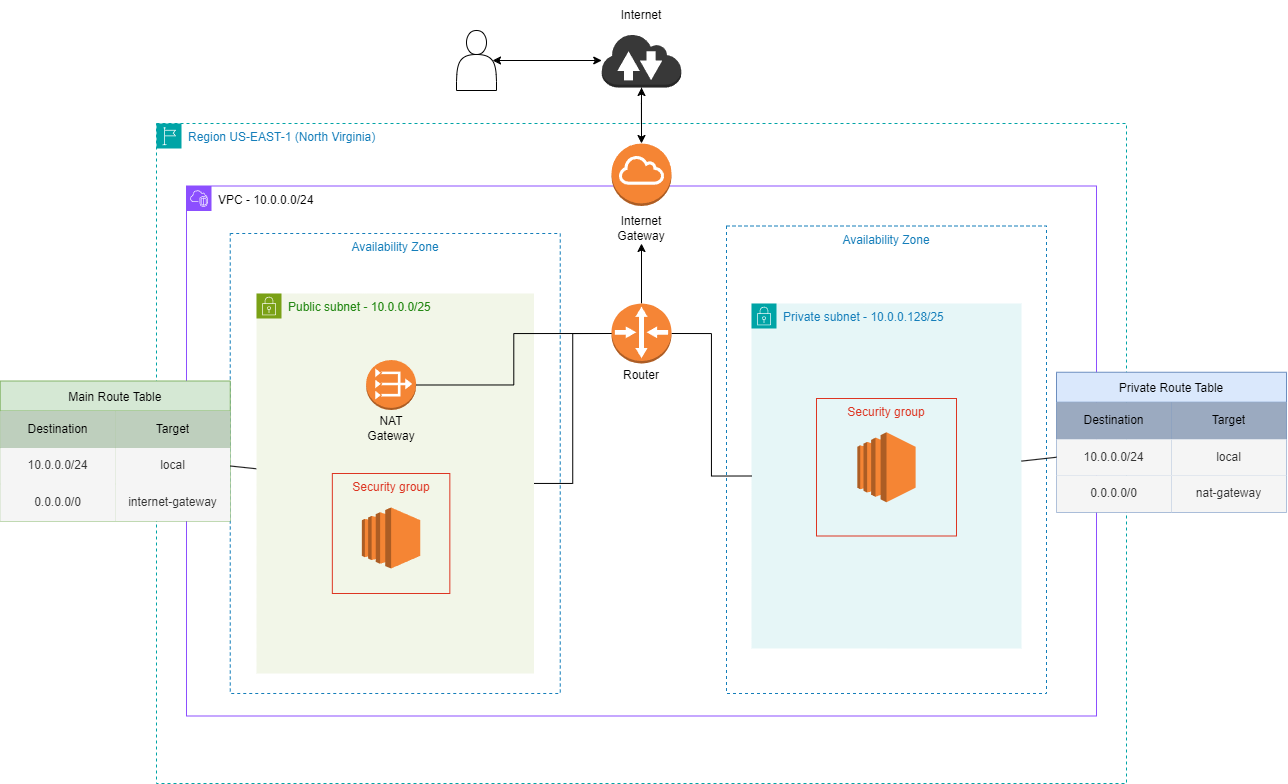 Internet
Region US-EAST-1 (North Virginia)
VPC - 10.0.0.0/24
Internet
Gateway
Availability Zone
Availability Zone
Public subnet - 10.0.0.0/25
Private subnet - 10.0.0.128/25
Router
NAT
Gateway
Main Route Table
Destination Target
10.0.0.0/24 local
0.0.0.0/0 internet-gateway
Security group
Security group
Private Route Table
Destination Target
10.0.0.0/24 local
0.0.0.0/0 nat-gateway